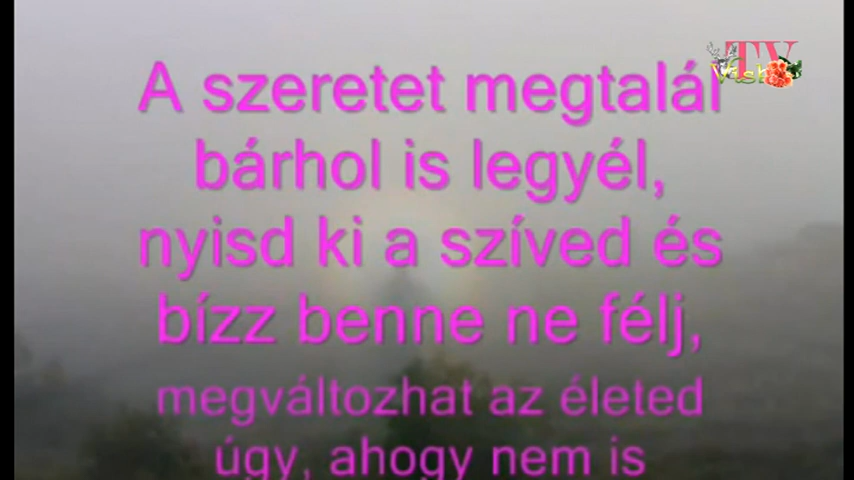 TV
Vish
A szeretet megtalál
bárhol is legyél,
nyisd ki a szíved és
bízz benne ne félj,
megváltozhat az életed
úgy, ahogy nem is